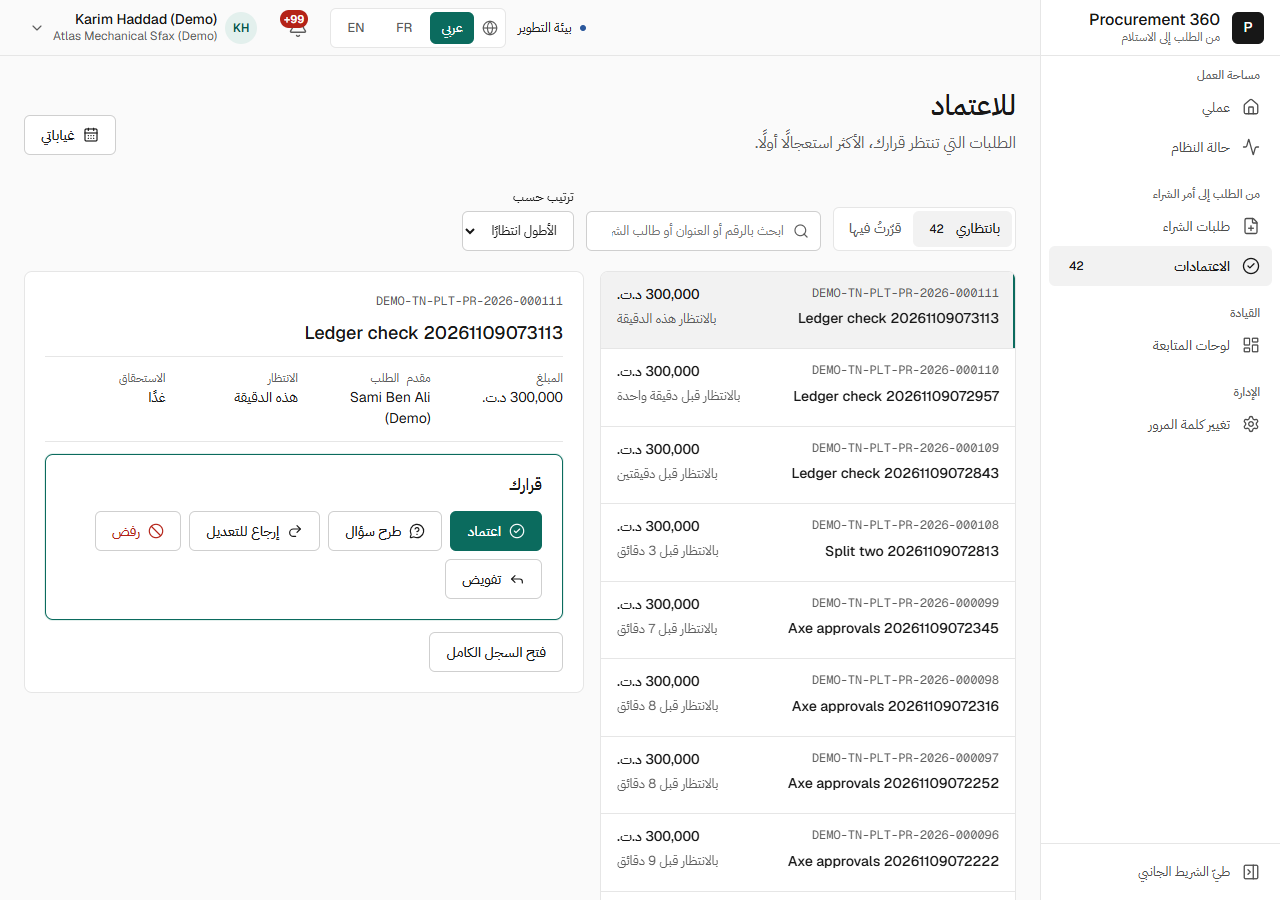 Procurement 360
من الطلب إلى الاستلام
P
بيئة التطوير
عربي
FR
EN
99+
KH
Karim Haddad (Demo)
Atlas Mechanical Sfax (Demo)
مساحة العمل
عملي
حالة النظام
من الطلب إلى أمر الشراء
طلبات الشراء
الاعتمادات
42
القيادة
لوحات المتابعة
الإدارة
تغيير كلمة المرور
طيّ الشريط الجانبي
للاعتماد
الطلبات التي تنتظر قرارك، الأكثر استعجالًا أولًا.
غياباتي
بانتظاري 42
قرّرتُ فيها
ابحث بالرقم أو العنوان أو طالب الشر
ترتيب حسب
الأطول انتظارًا
DEMO-TN-PLT-PR-2026-000111
300,000 د.ت.
Ledger check 20261109073113
بالانتظار هذه الدقيقة
DEMO-TN-PLT-PR-2026-000110
300,000 د.ت.
Ledger check 20261109072957
بالانتظار قبل دقيقة واحدة
DEMO-TN-PLT-PR-2026-000109
300,000 د.ت.
Ledger check 20261109072843
بالانتظار قبل دقيقتين
DEMO-TN-PLT-PR-2026-000108
300,000 د.ت.
Split two 20261109072813
بالانتظار قبل 3 دقائق
DEMO-TN-PLT-PR-2026-000099
300,000 د.ت.
Axe approvals 20261109072345
بالانتظار قبل 7 دقائق
DEMO-TN-PLT-PR-2026-000098
300,000 د.ت.
Axe approvals 20261109072316
بالانتظار قبل 8 دقائق
DEMO-TN-PLT-PR-2026-000097
300,000 د.ت.
Axe approvals 20261109072252
بالانتظار قبل 8 دقائق
DEMO-TN-PLT-PR-2026-000096
300,000 د.ت.
Axe approvals 20261109072222
بالانتظار قبل 9 دقائق
DEMO-TN-PLT-PR-2026-000111
Ledger check 20261109073113
المبلغ
300,000 د.ت.
مقدم الطلب
Sami Ben Ali
(Demo)
الانتظار
هذه الدقيقة
الاستحقاق
غدًا
قرارك
اعتماد
طرح سؤال
إرجاع للتعديل
رفض
تفويض
فتح السجل الكامل